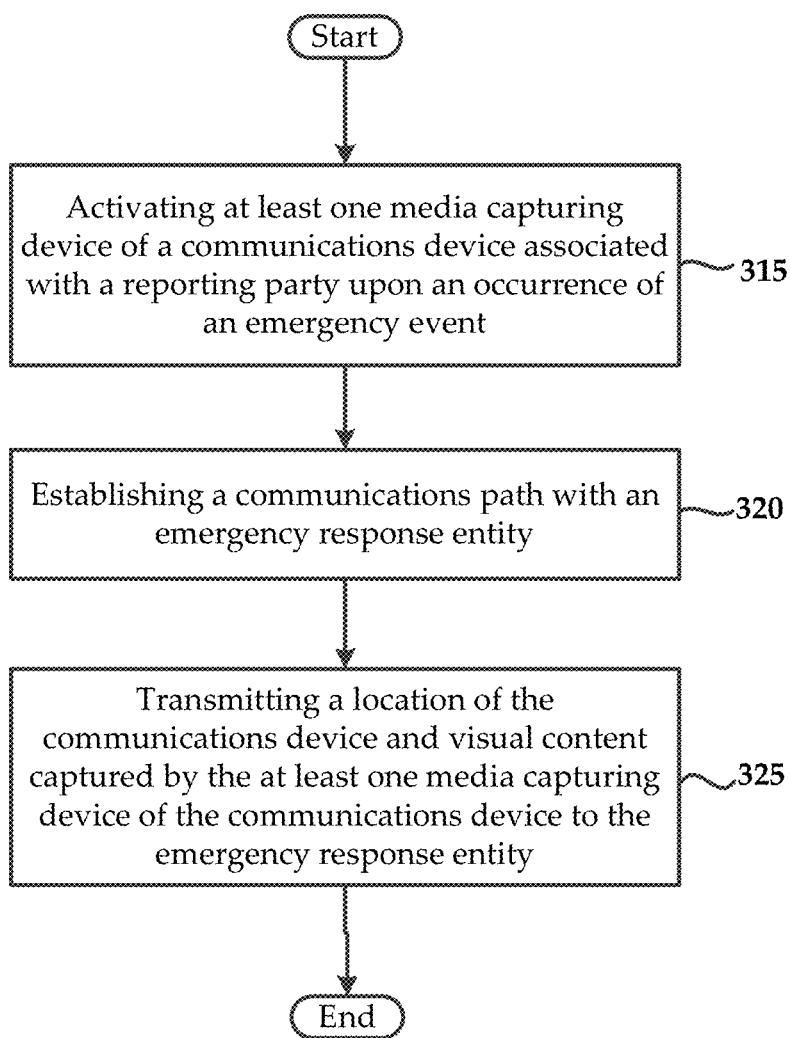 Start
Activating at least one media capturing
device of a communications device associated
with a reporting party upon an occurrence of
an emergency event
315
Establishing a communications path with an
emergency response entity
320
Transmitting a location of the
communications device and visual content
captured by the at least one media capturing
device of the communications device to the
emergency response entity
325
End